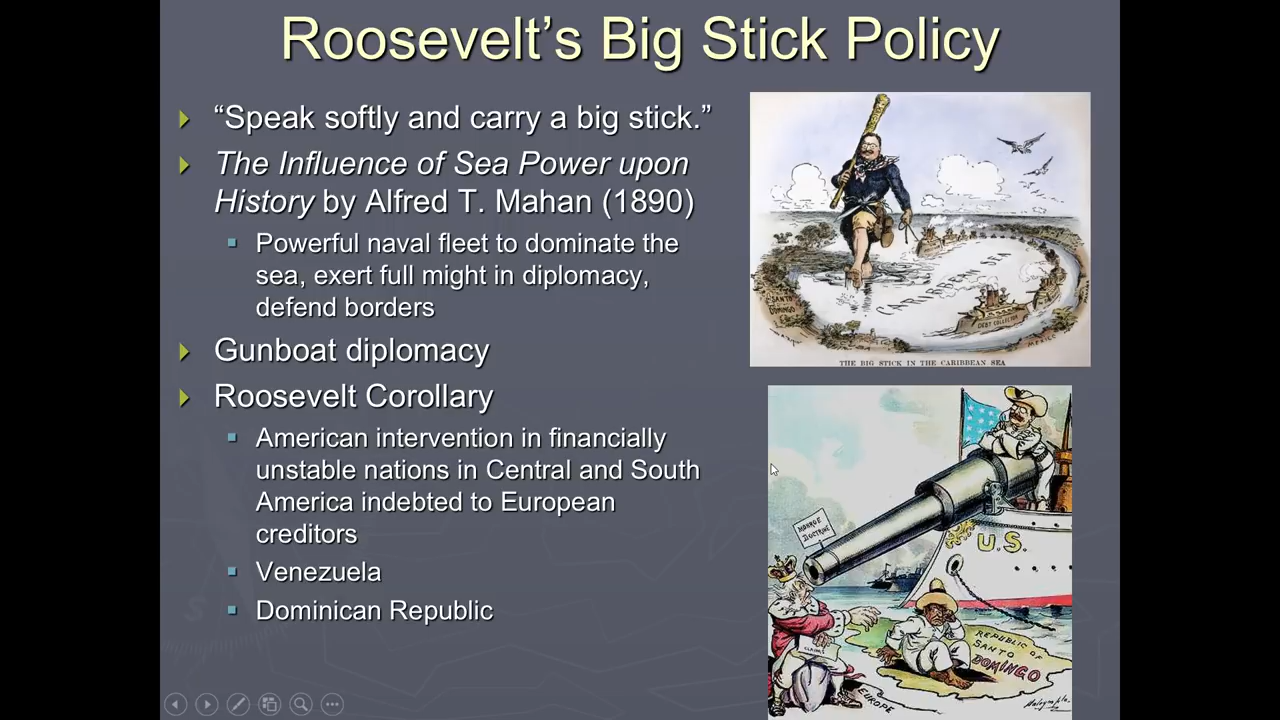 Roosevelt's Big Stick Policy
“Speak softly and carry a big stick.”
The Influence of Sea Power upon
History by Alfred T. Mahan (1890)
Powerful naval fleet to dominate the
sea, exert full might in diplomacy,
defend borders
Gunboat diplomacy
Roosevelt Corollary
American intervention in financially
unstable nations in Central and South
America indebted to European
creditors
Venezuela
Dominican Republic
CARIBBEAN SEA
SANTO
DOMINGO
DEBT COLLECTOR
THE BIG STICK IN THE CARIBBEAN SEA
MONROE
DOCTRINE
U.S.
CLAIMS
REPUBLIC OF
SANTO
DOMINGO
EUROPE